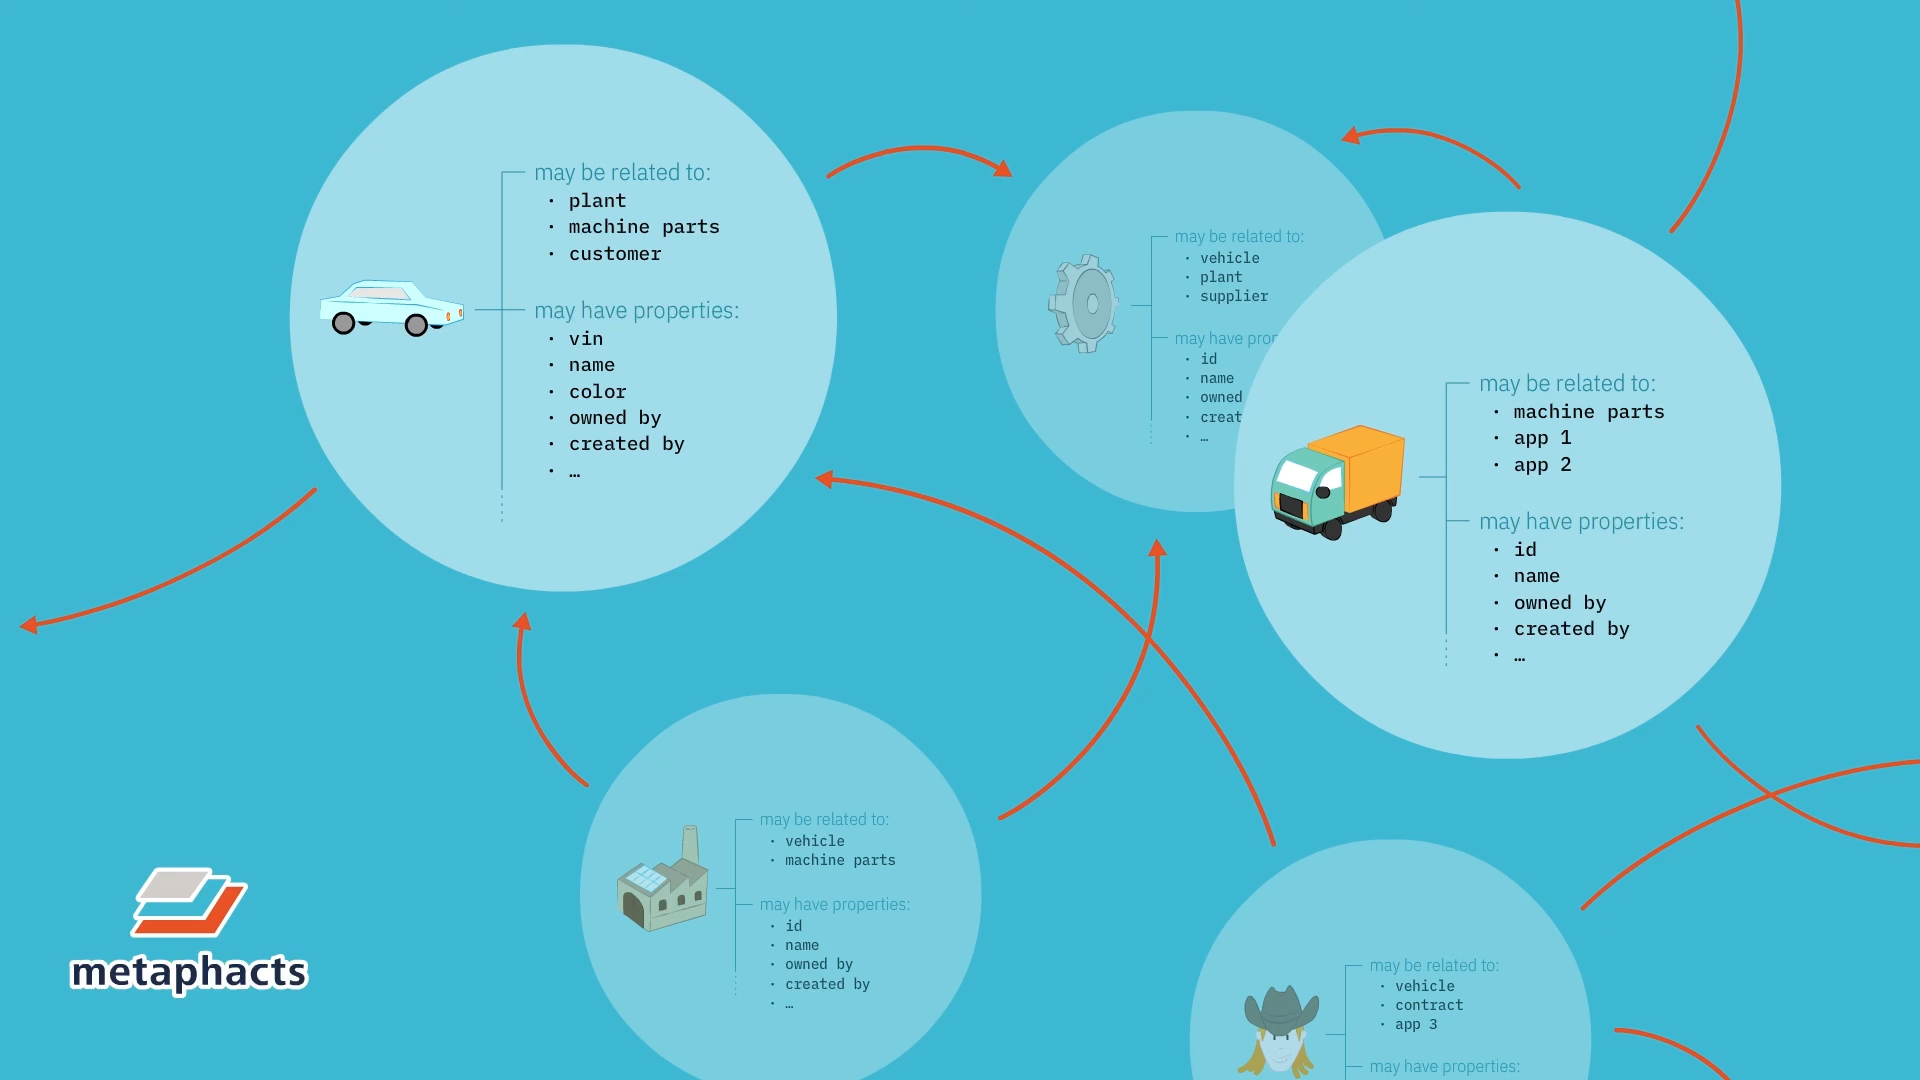 may be related to:
· plant
· machine parts
· customer
may have properties:
· vin
· name
· color
· owned by
· created by
· …
may be related to:
· vehicle
· plant
· supplier
may have
· id
· name
· owned
· …
may be related to:
· machine parts
· app 1
· app 2
may have properties:
· id
· name
· owned by
· created by
· …
may be related to:
· vehicle
· machine parts
may have properties:
· id
· name
· owned by
· created by
· …
may be related to:
· vehicle
· contract
· app 3
may have properties:
metaphacts